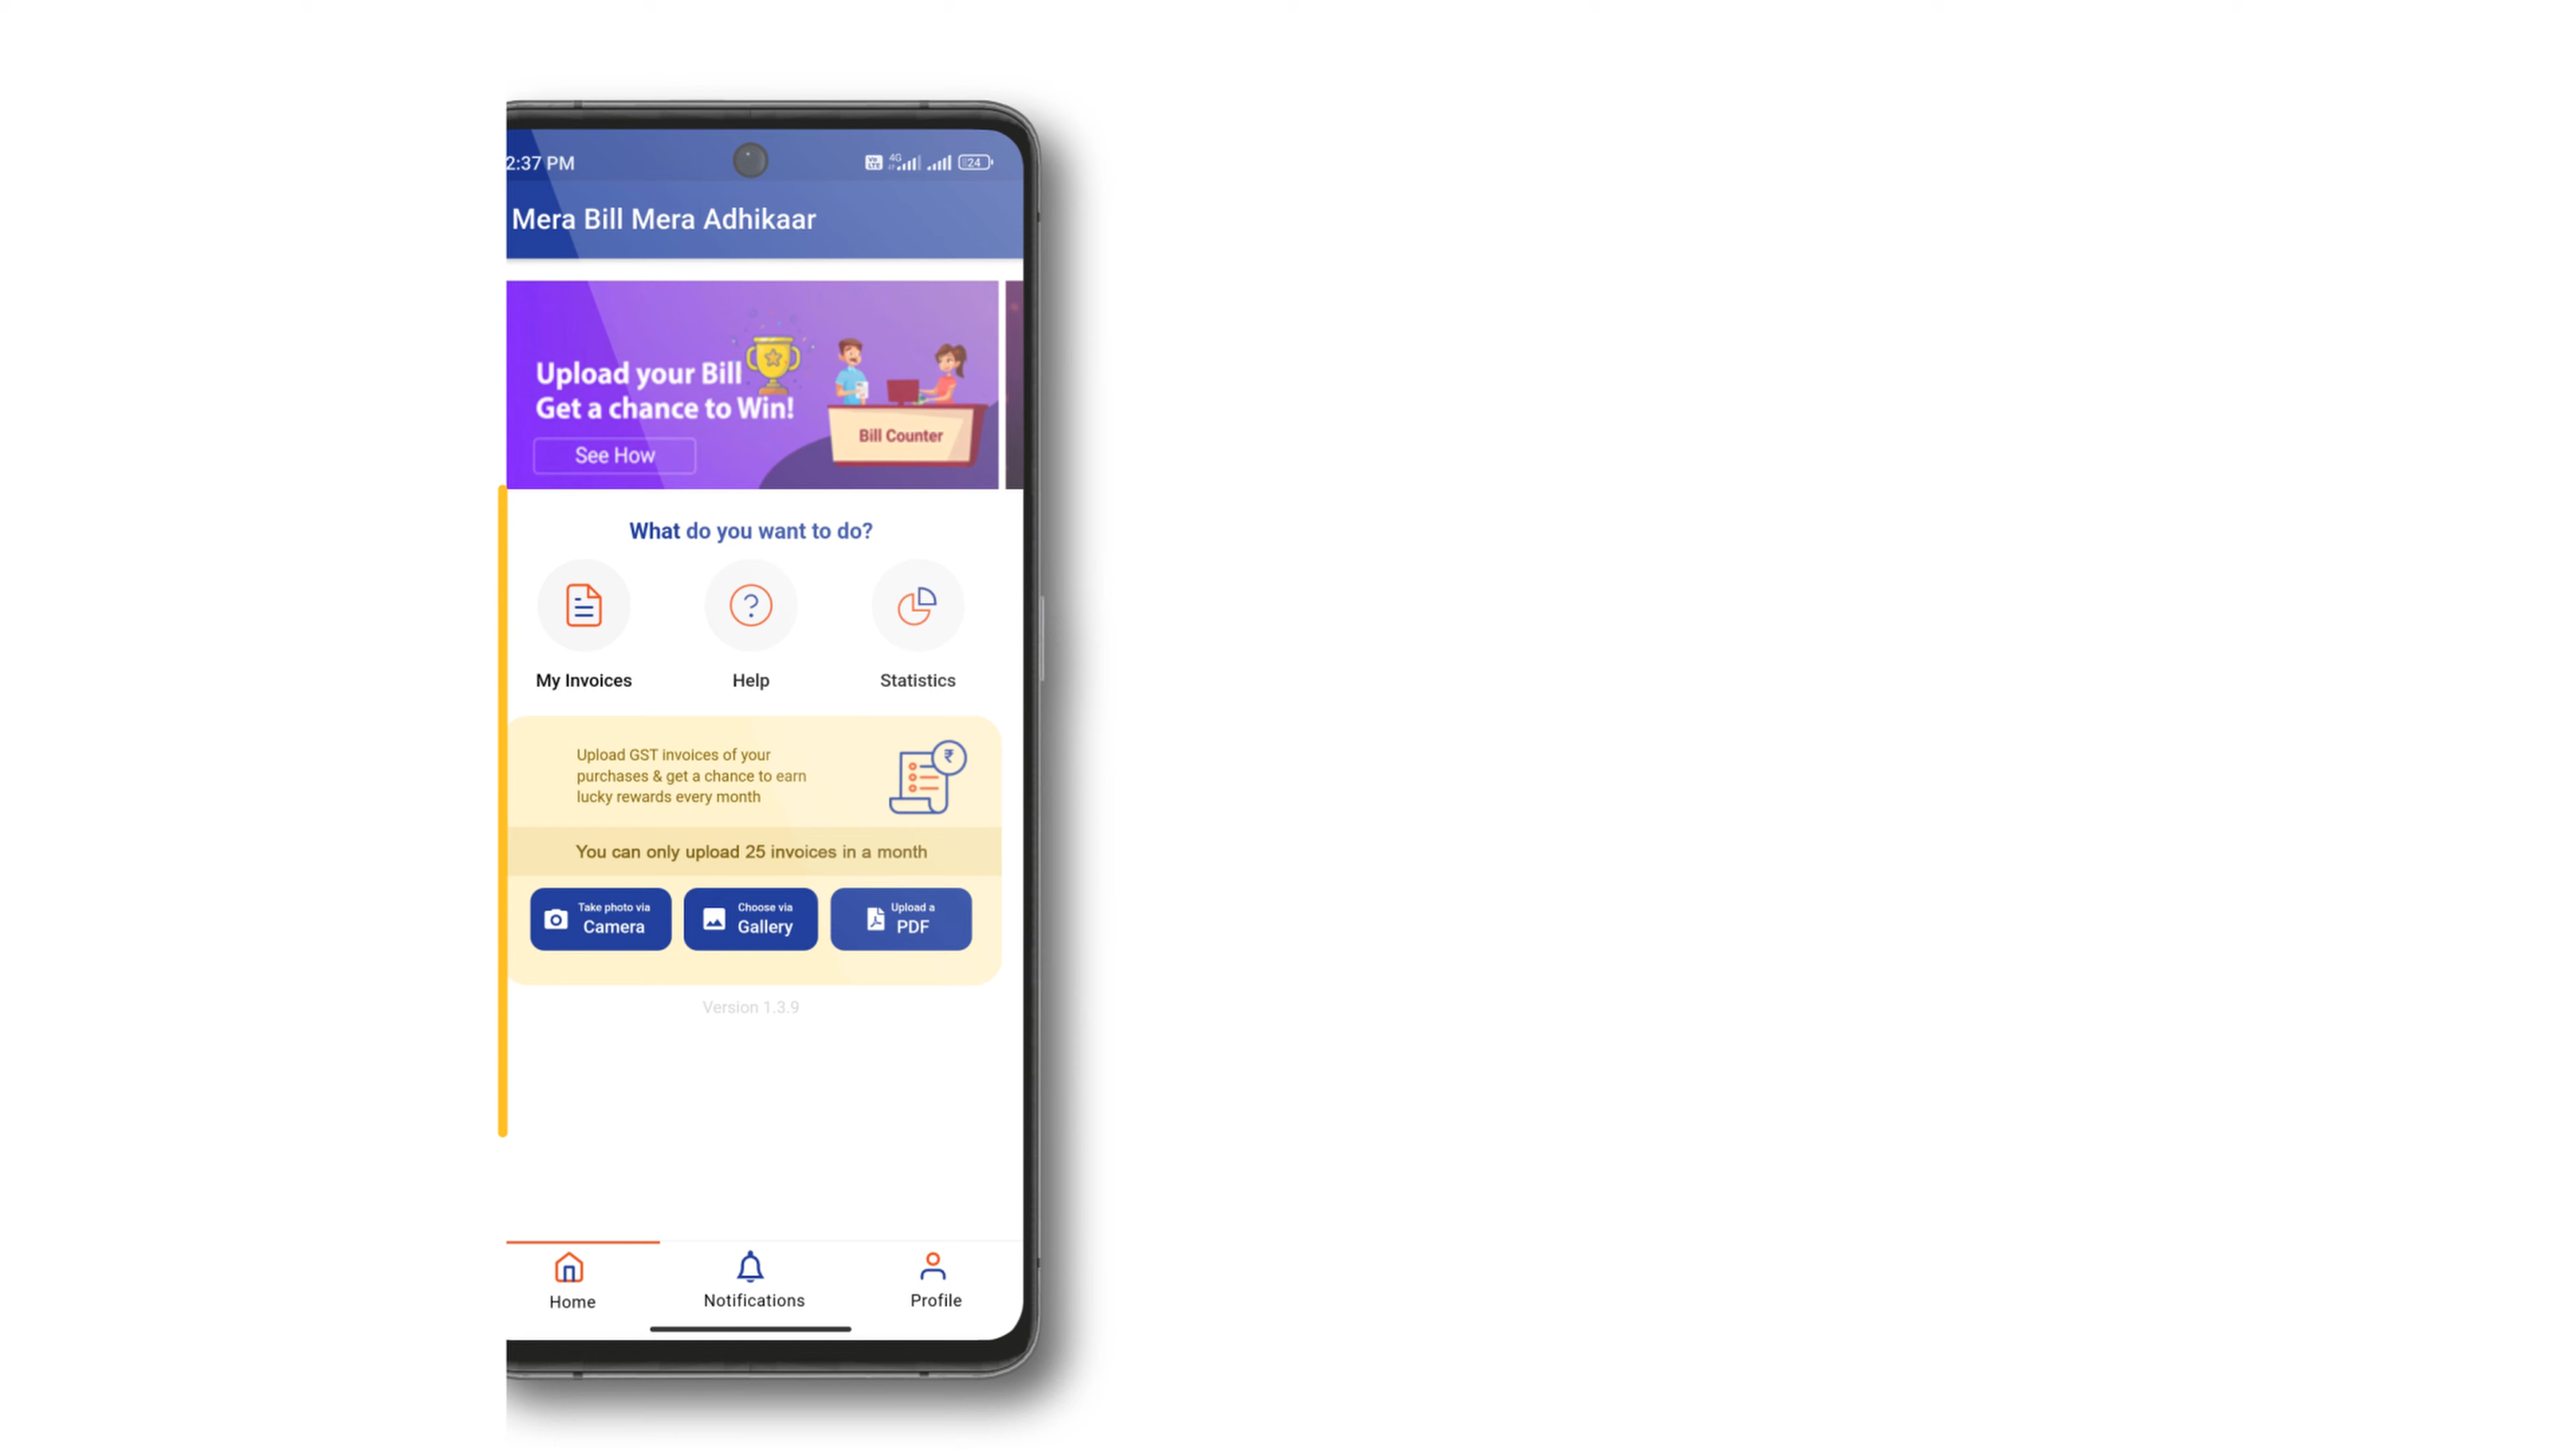 2:37 PM
4G
24
Mera Bill Mera Adhikaar
Upload your Bill
Get a chance to Win!
See How
Bill Counter
What do you want to do?
My Invoices
Help
Statistics
Upload GST invoices of your
purchases & get a chance to earn
lucky rewards every month
₹
You can only upload 25 invoices in a month
Take photo via
Camera
Choose via
Gallery
Upload a
PDF
Version 1.3.9
Home
Notifications
Profile